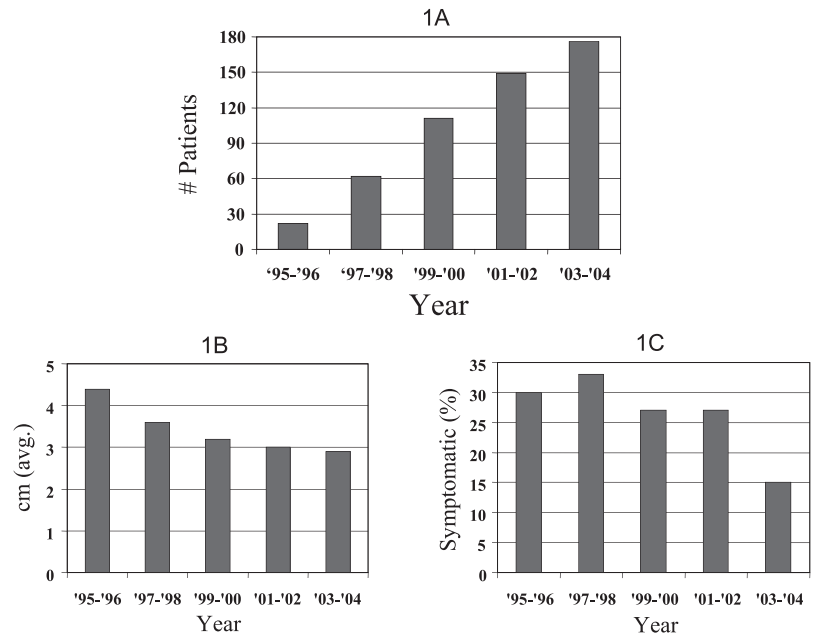 1A
# Patients
180
150
120
90
60
30
0
‘95-’96 ‘97-’98 '99-'00 '01-'02 '03-'04
Year
1B
cm (avg.)
5
4
3
2
1
0
'95-'96 '97-'98 '99-'00 '01-'02 '03-'04
Year
1C
Symptomatic (%)
35
30
25
20
15
10
5
0
'95-'96 '97-'98 '99-'00 '01-'02 '03-'04
Year